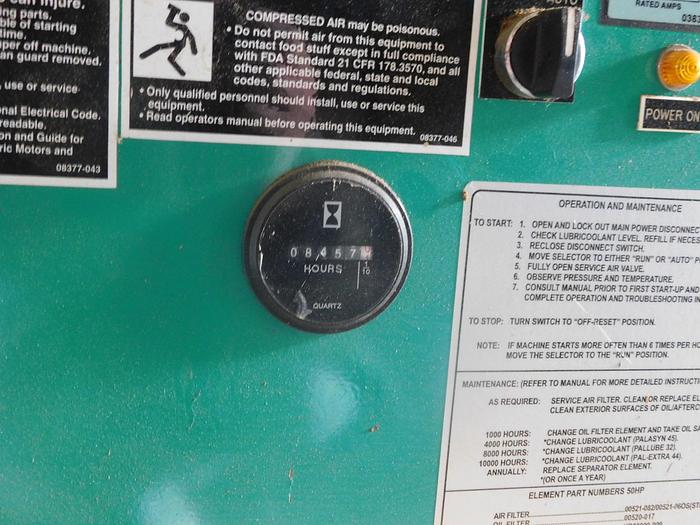 can injure.
ing parts.
ble of starting
time.
per off machine.
an guard removed.
, use or service
nal Electrical Code.
readable.
on and Guide for
ric Motors and
08377-043
COMPRESSED AIR may be poisonous.
• Do not permit air from this equipment to
contact food stuff except in full compliance
with FDA Standard 21 CFR 178.3570, and all
other applicable federal, state and local
codes, standards and regulations.
• Only qualified personnel should install, use or service this
equipment.
• Read operators manual before operating this equipment.
08377-046
AUTO
RATED AMPS
POWER ON
08457
HOURS
1/10
QUARTZ
OPERATION AND MAINTENANCE
TO START: 1. OPEN AND LOCK OUT MAIN POWER DISCONNEC
2. CHECK LUBRICOOLANT LEVEL. REFILL IF NECES
3. RECLOSE DISCONNECT SWITCH.
4. MOVE SELECTOR TO EITHER "RUN" OR "AUTO" P
5. FULLY OPEN SERVICE AIR VALVE.
6. OBSERVE PRESSURE AND TEMPERATURE.
7. CONSULT MANUAL PRIOR TO FIRST START-UP AND
COMPLETE OPERATION AND TROUBLESHOOTING IN
TO STOP: TURN SWITCH TO "OFF-RESET" POSITION.
NOTE: IF MACHINE STARTS MORE OFTEN THAN 6 TIMES PER HO
MOVE THE SELECTOR TO THE "RUN" POSITION.
MAINTENANCE: (REFER TO MANUAL FOR MORE DETAILED INSTRUCTI
AS REQUIRED: SERVICE AIR FILTER. CLEAN OR REPLACE EL
CLEAN EXTERIOR SURFACES OF OIL/AFTERC
1000 HOURS: CHANGE OIL FILTER ELEMENT AND TAKE OIL SA
4000 HOURS: *CHANGE LUBRICOOLANT (PALASYN 45).
8000 HOURS: *CHANGE LUBRICOOLANT (PALLUBE 32).
10000 HOURS: *CHANGE LUBRICOOLANT (PAL-EXTRA 44).
ANNUALLY: REPLACE SEPARATOR ELEMENT.
*(OR ONCE A YEAR)
ELEMENT PART NUMBERS 50HP
AIR FILTER
00520-017
OIL FILTER